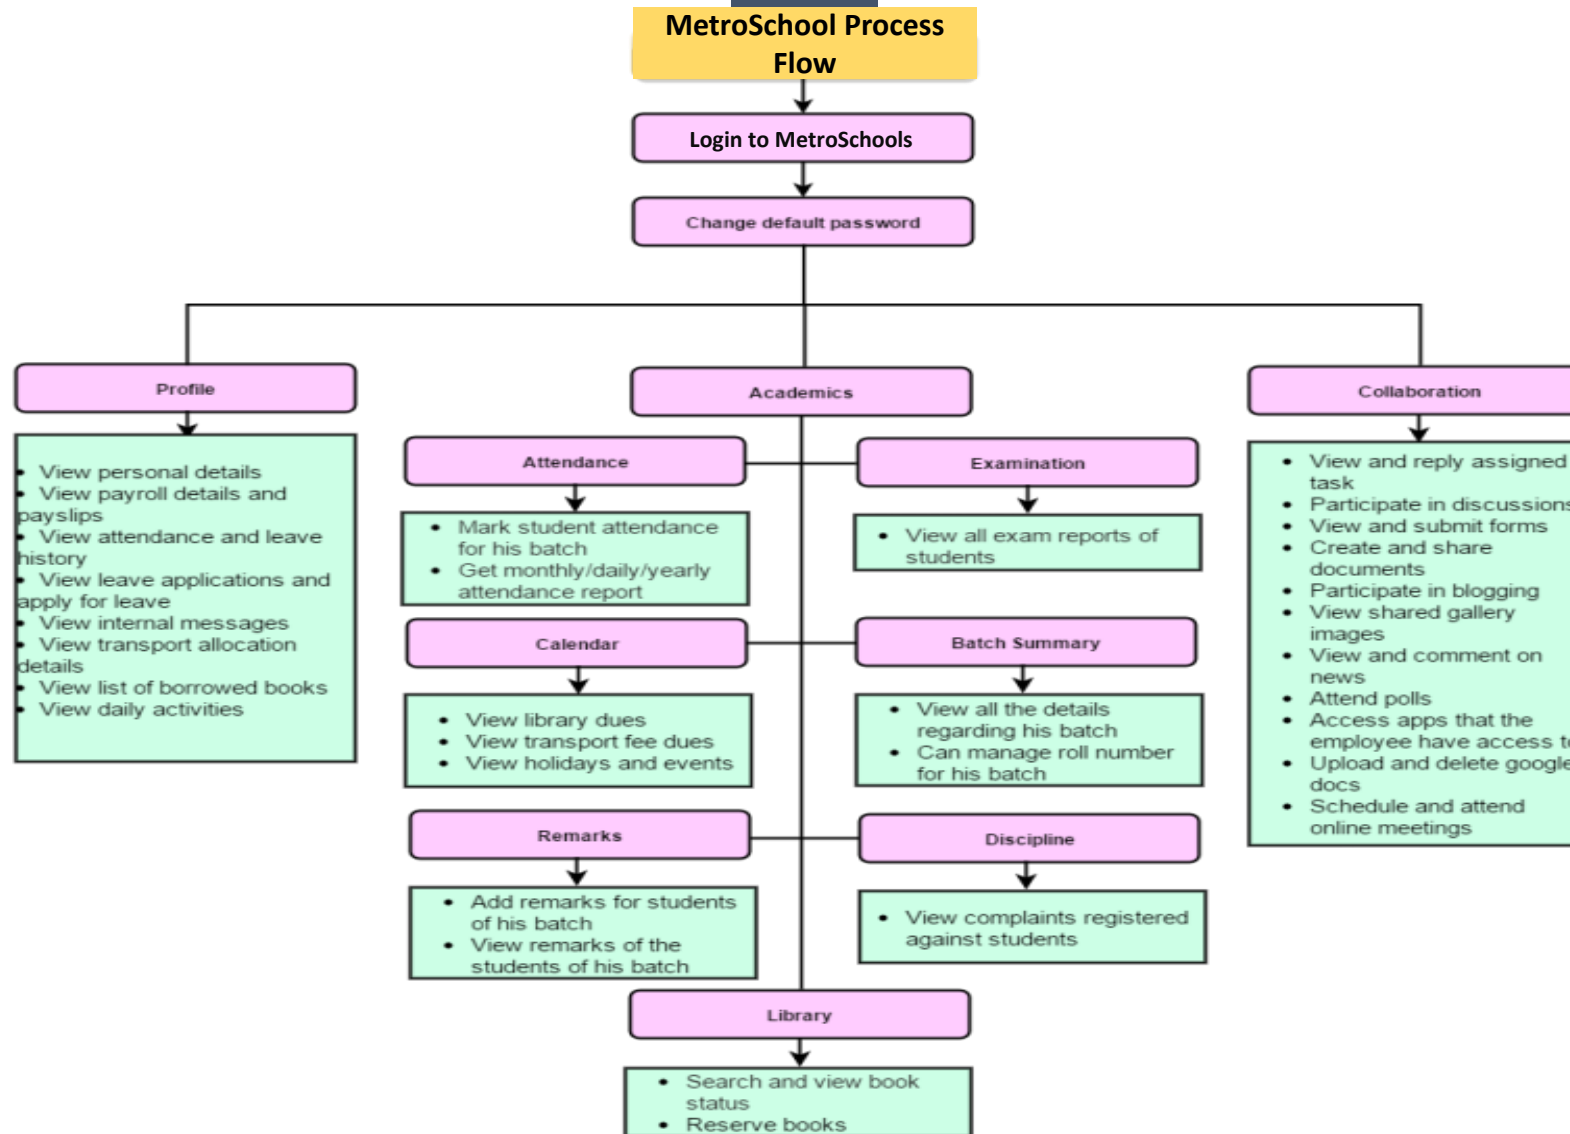 MetroSchool Process
Flow
Login to MetroSchools
Change default password
Profile
• View personal details
• View payroll details and
payslips
• View attendance and leave
history
• View leave applications and
apply for leave
• View internal messages
• View transport allocation
details
• View list of borrowed books
• View daily activities
Academics
Attendance
• Mark student attendance
for his batch
• Get monthly/daily/yearly
attendance report
Examination
• View all exam reports of
students
Calendar
• View library dues
• View transport fee dues
• View holidays and events
Batch Summary
• View all the details
regarding his batch
• Can manage roll number
for his batch
Remarks
• Add remarks for students
of his batch
• View remarks of the
students of his batch
Discipline
• View complaints registered
against students
Library
• Search and view book
status
• Reserve books
Collaboration
• View and reply assigned
task
• Participate in discussions
• View and submit forms
• Create and share
documents
• Participate in blogging
• View shared gallery
images
• View and comment on
news
• Attend polls
• Access apps that the
employee have access to
• Upload and delete google
docs
• Schedule and attend
online meetings